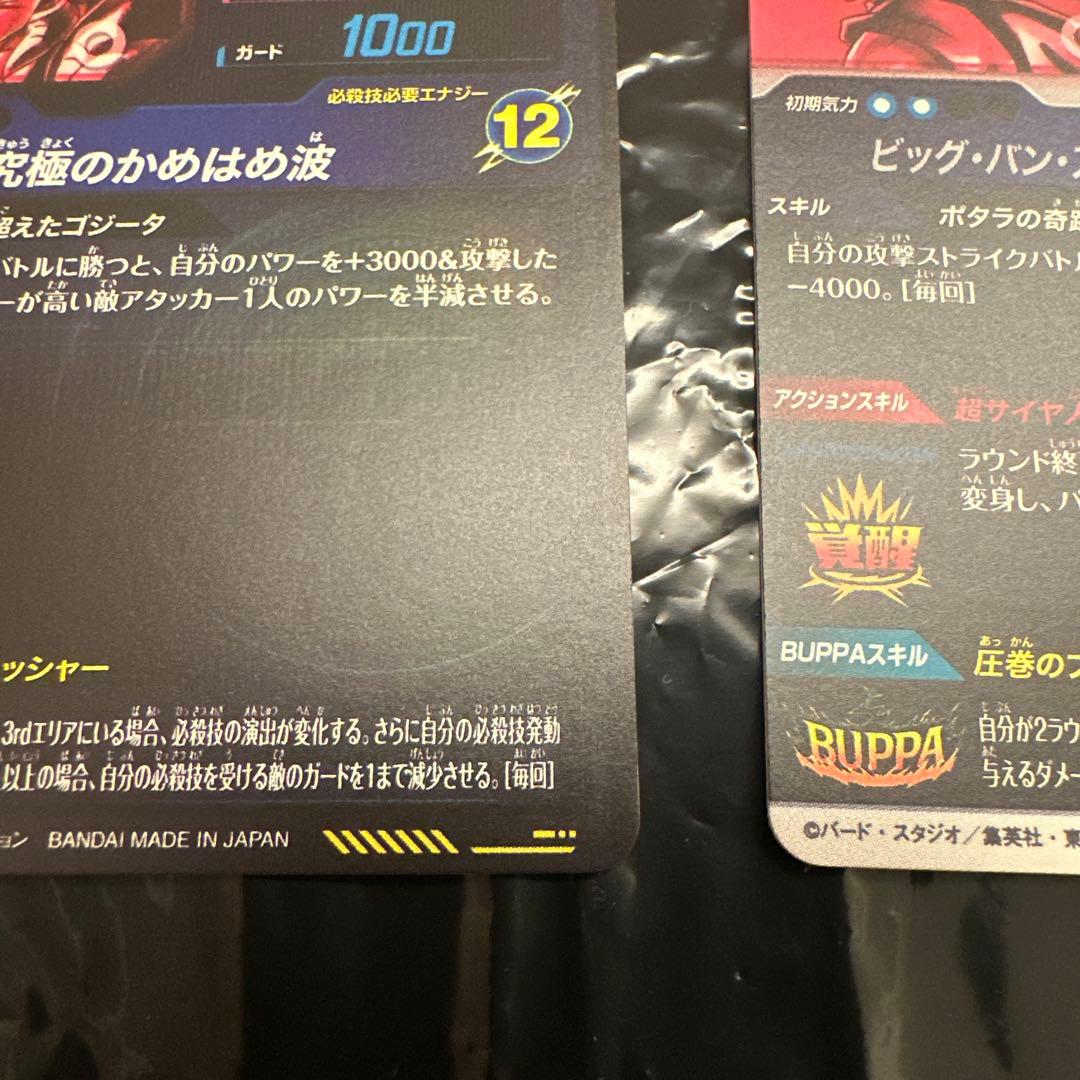 ガード 1000
必殺技必要エナジー 12
究極のかめはめ波
超えたゴジータ
バトルに勝つと、自分のパワーを+3000&攻撃した
ーが高い敵アタッカー1人のパワーを半減させる。
ッシャー
3rdエリアにいる場合、必殺技の演出が変化する。さらに自分の必殺技発動
以上の場合、自分の必殺技を受ける敵のガードを1まで減少させる。[毎回]
ョン BANDAI MADE IN JAPAN
初期気力
ビッグ・バン・
スキル ポタラの奇跡
自分の攻撃ストライクバトル
-4000。[毎回]
アクションスキル 超サイヤ人
ラウンド終
変身し、パ
覚醒
BUPPAスキル 圧巻の
BUPPA
自分が2ラウ
与えるダメー
©バード・スタジオ/集英社・東